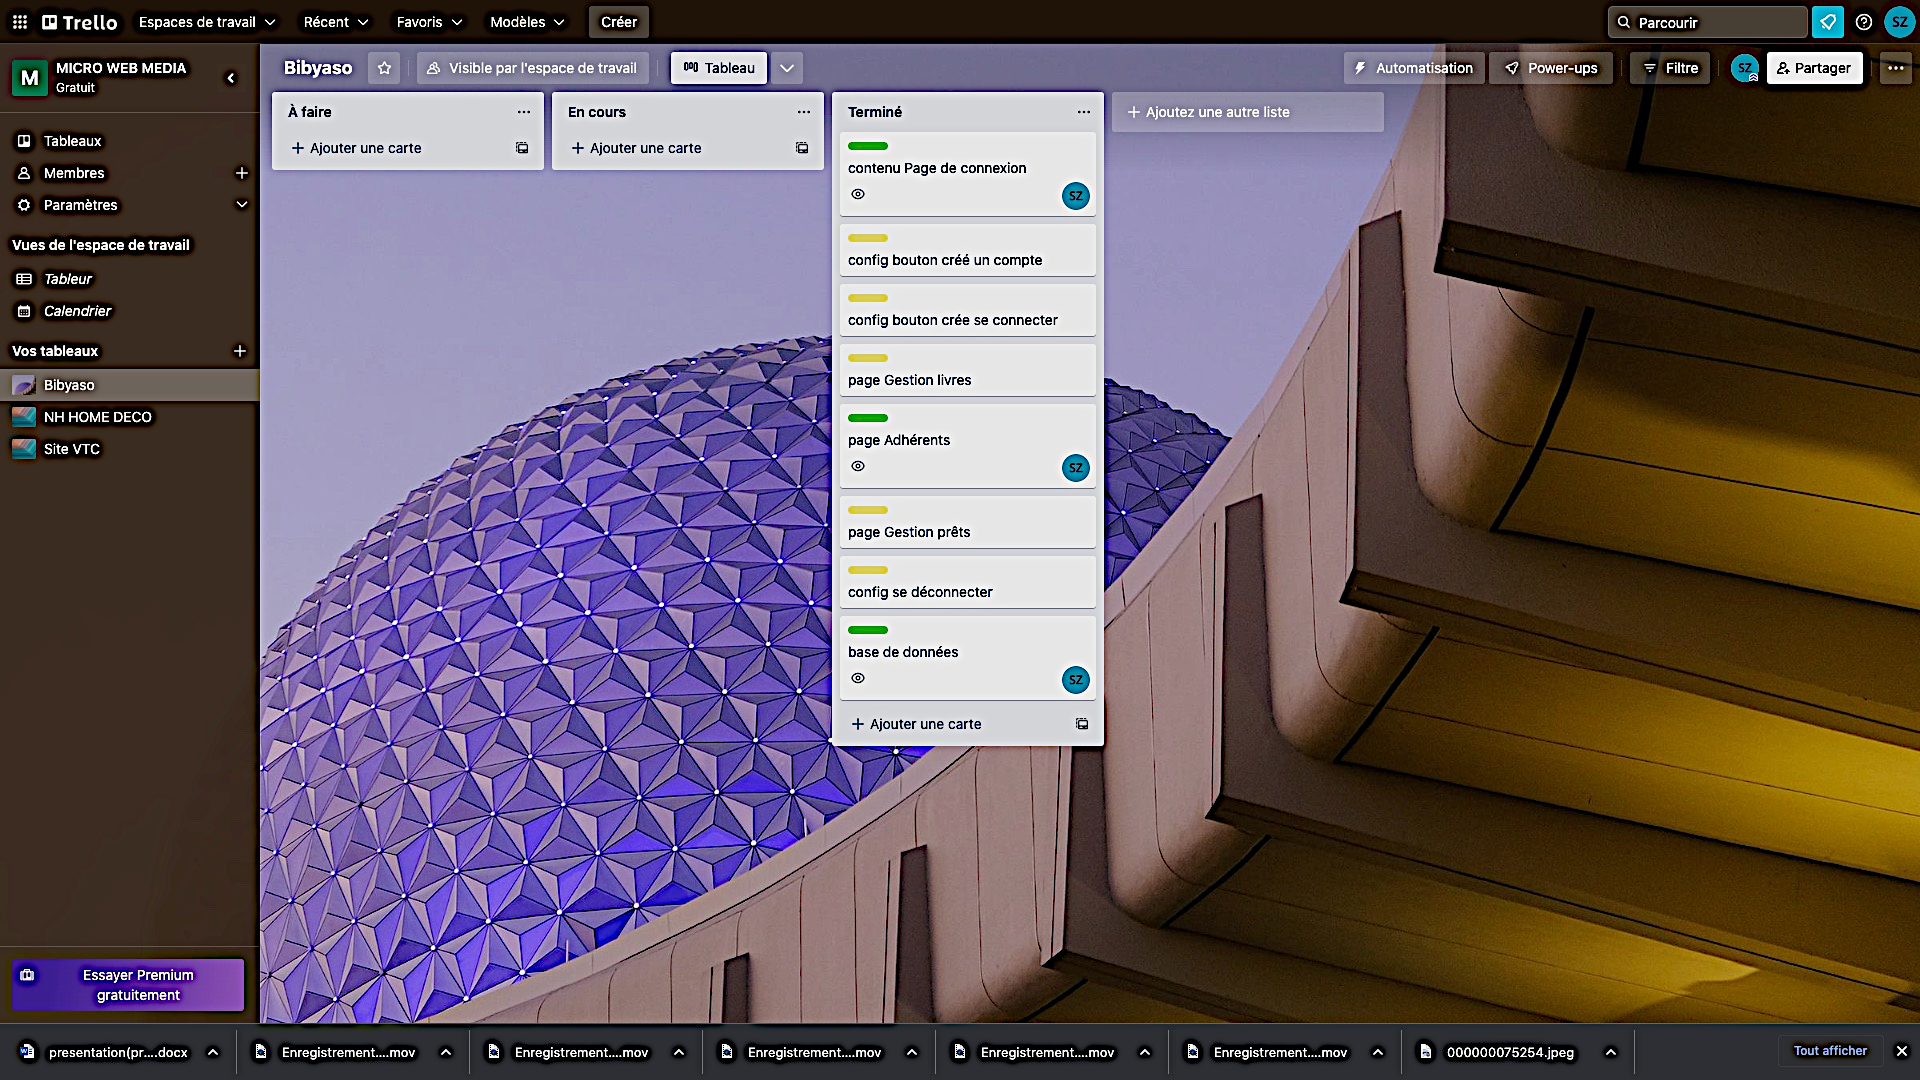 Trello
Espaces de travail
Récent
Favoris
Modèles
Créer
Parcourir
SZ
M
MICRO WEB MEDIA
Gratuit
Bibyaso
Visible par l'espace de travail
Tableau
Automatisation
Power-ups
Filtre
SZ
Partager
Tableaux
Membres
Paramètres
Vues de l'espace de travail
Tableur
Calendrier
Vos tableaux
Bibyaso
NH HOME DECO
Site VTC
Essayer Premium
gratuitement
À faire
Ajouter une carte
En cours
Ajouter une carte
Terminé
contenu Page de connexion
SZ
config bouton créé un compte
config bouton crée se connecter
page Gestion livres
page Adhérents
SZ
page Gestion prêts
config se déconnecter
base de données
SZ
Ajouter une carte
Ajoutez une autre liste
presentation(pr....docx
Enregistrement....mov
Enregistrement....mov
Enregistrement....mov
Enregistrement....mov
Enregistrement....mov
000000075254.jpeg
Tout afficher